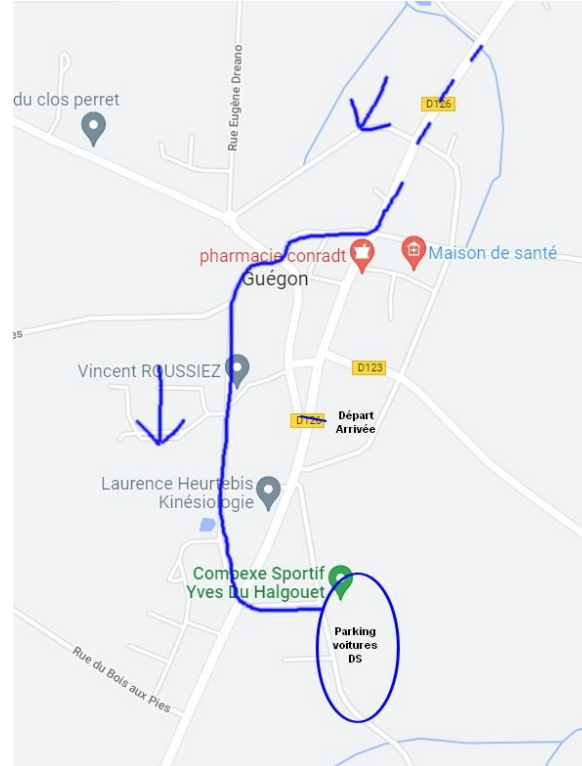 du clos perret
Rue Eugène Dreano
D126
pharmacie conradt
Maison de santé
Guégon
es
Vincent ROUSSIEZ
D123
D126
Départ
Arrivée
Laurence Heurtebis
Kinésiologie
Compexe Sportif
Yves Du Halgouet
Parking
voitures
DS
Rue du Bois aux Pies